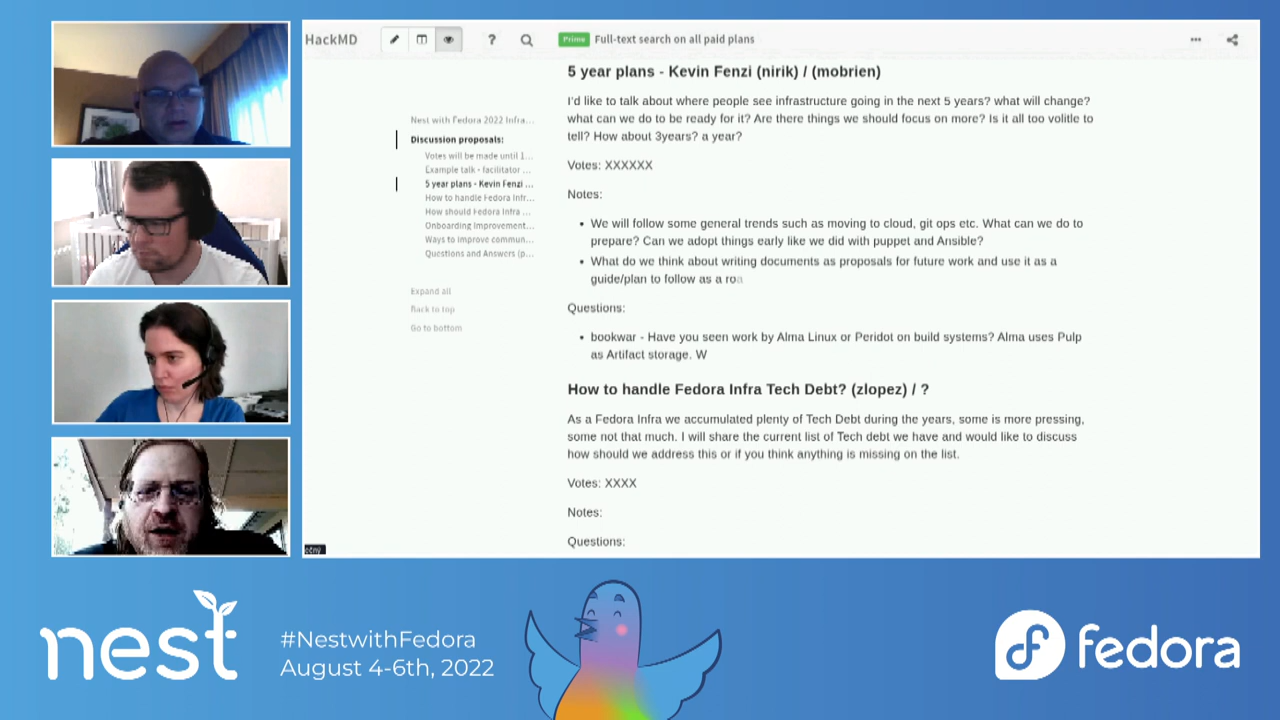 HackMD
Prime Full-text search on all paid plans
Nest with Fedora 2022 Infra...
Discussion proposals:
Votes will be made until 1...
Example talk - facilitator ...
5 year plans - Kevin Fenzi ...
How to handle Fedora Infr...
How should Fedora Infra ...
Onboarding Improvement...
Ways to improve commun...
Questions and Answers (p...
Expand all
Back to top
Go to bottom
5 year plans - Kevin Fenzi (nirik) / (mobrien)
I'd like to talk about where people see infrastructure going in the next 5 years? what will change?
what can we do to be ready for it? Are there things we should focus on more? Is it all too volitle to
tell? How about 3years? a year?
Votes: XXXXXX
Notes:
• We will follow some general trends such as moving to cloud, git ops etc. What can we do to
prepare? Can we adopt things early like we did with puppet and Ansible?
• What do we think about writing documents as proposals for future work and use it as a
guide/plan to follow as a roa
Questions:
• bookwar - Have you seen work by Alma Linux or Peridot on build systems? Alma uses Pulp
as Artifact storage. W
How to handle Fedora Infra Tech Debt? (zlopez) / ?
As a Fedora Infra we accumulated plenty of Tech Debt during the years, some is more pressing,
some not that much. I will share the current list of Tech debt we have and would like to discuss
how should we address this or if you think anything is missing on the list.
Votes: XXXX
Notes:
Questions:
nest
#NestwithFedora
August 4-6th, 2022
fedora